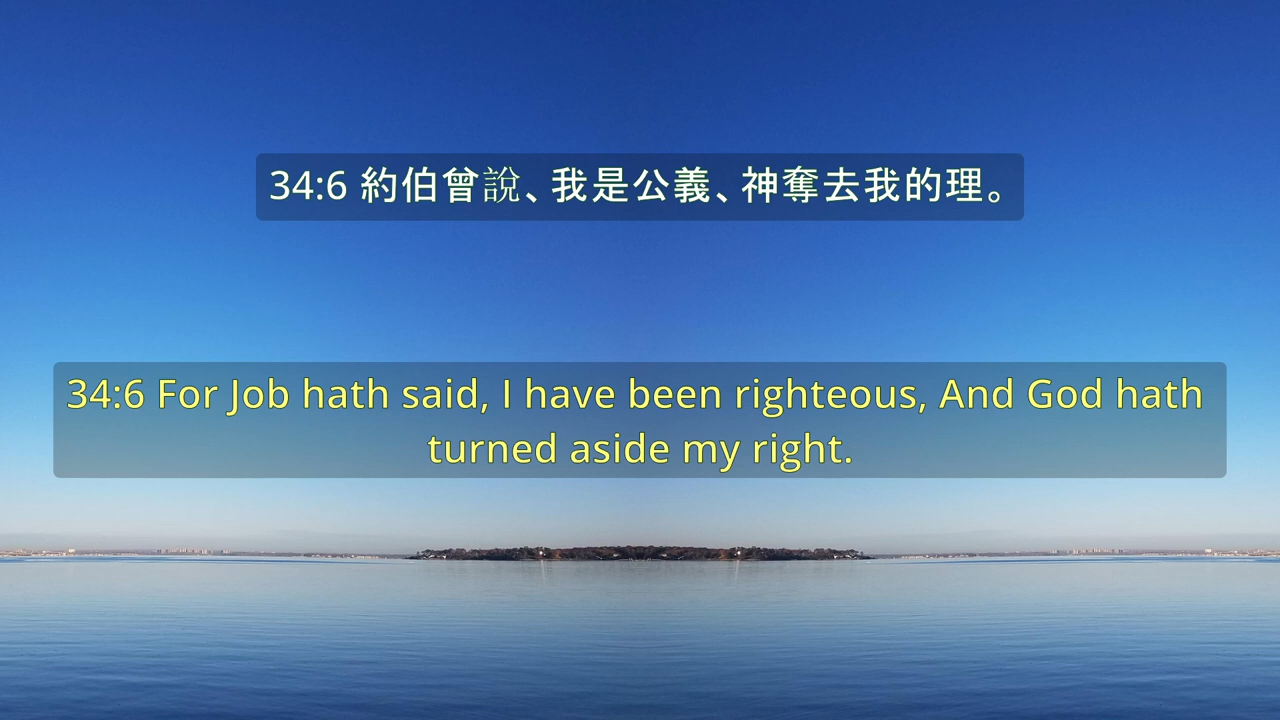 34:6 約伯曾說、我是公義、神奪去我的理。
34:6 For Job hath said, I have been righteous, And God hath
turned aside my right.